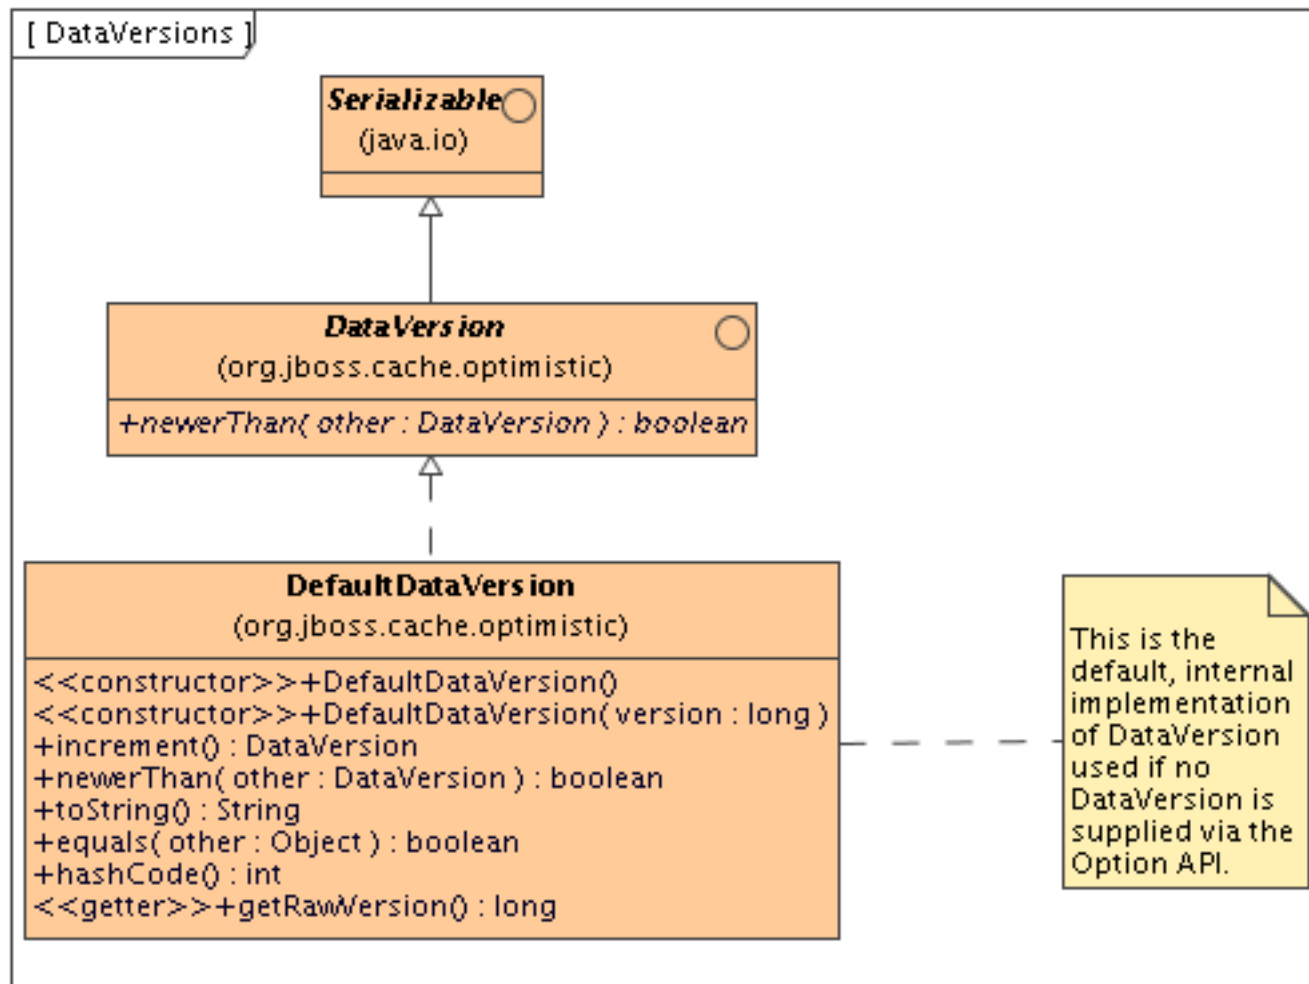 [ DataVersions ]
Serializable
(java.io)
DataVersion
(org.jboss.cache.optimistic)
+newerThan( other : DataVersion ) : boolean
DefaultDataVersion
(org.jboss.cache.optimistic)
<<constructor>>+DefaultDataVersion()
<<constructor>>+DefaultDataVersion( version : long )
+increment() : DataVersion
+newerThan( other : DataVersion ) : boolean
+toString() : String
+equals( other : Object ) : boolean
+hashCode() : int
<<getter>>+getRawVersion() : long
This is the
default, internal
implementation
of DataVersion
used if no
DataVersion is
supplied via the
Option API.